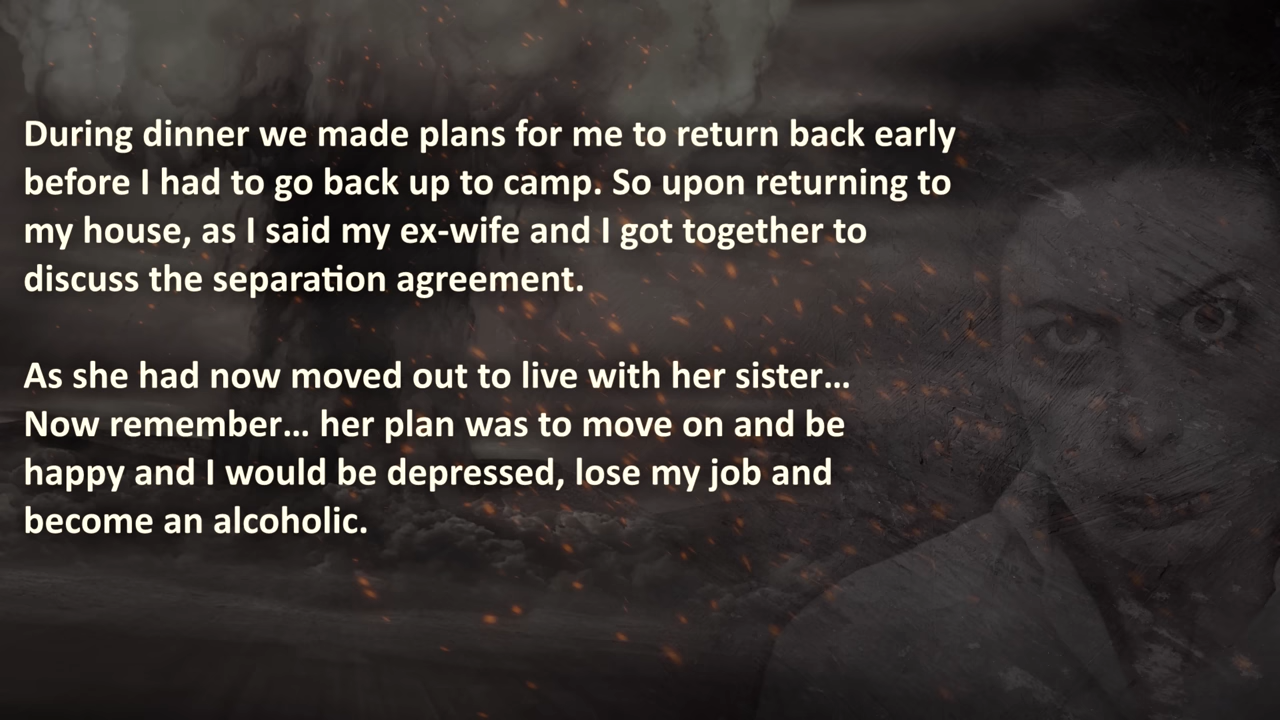 During dinner we made plans for me to return back early
before I had to go back up to camp. So upon returning to
my house, as I said my ex-wife and I got together to
discuss the separation agreement.
As she had now moved out to live with her sister...
Now remember... her plan was to move on and be
happy and I would be depressed, lose my job and
become an alcoholic.